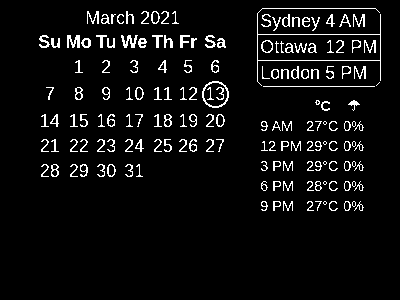 March 2021
Su Mo Tu We Th Fr Sa
1 2 3 4 5 6
7 8 9 10 11 12 13
14 15 16 17 18 19 20
21 22 23 24 25 26 27
28 29 30 31
Sydney 4 AM
Ottawa 12 PM
London 5 PM
°C ☂
9 AM 27°C 0%
12 PM 29°C 0%
3 PM 29°C 0%
6 PM 28°C 0%
9 PM 27°C 0%